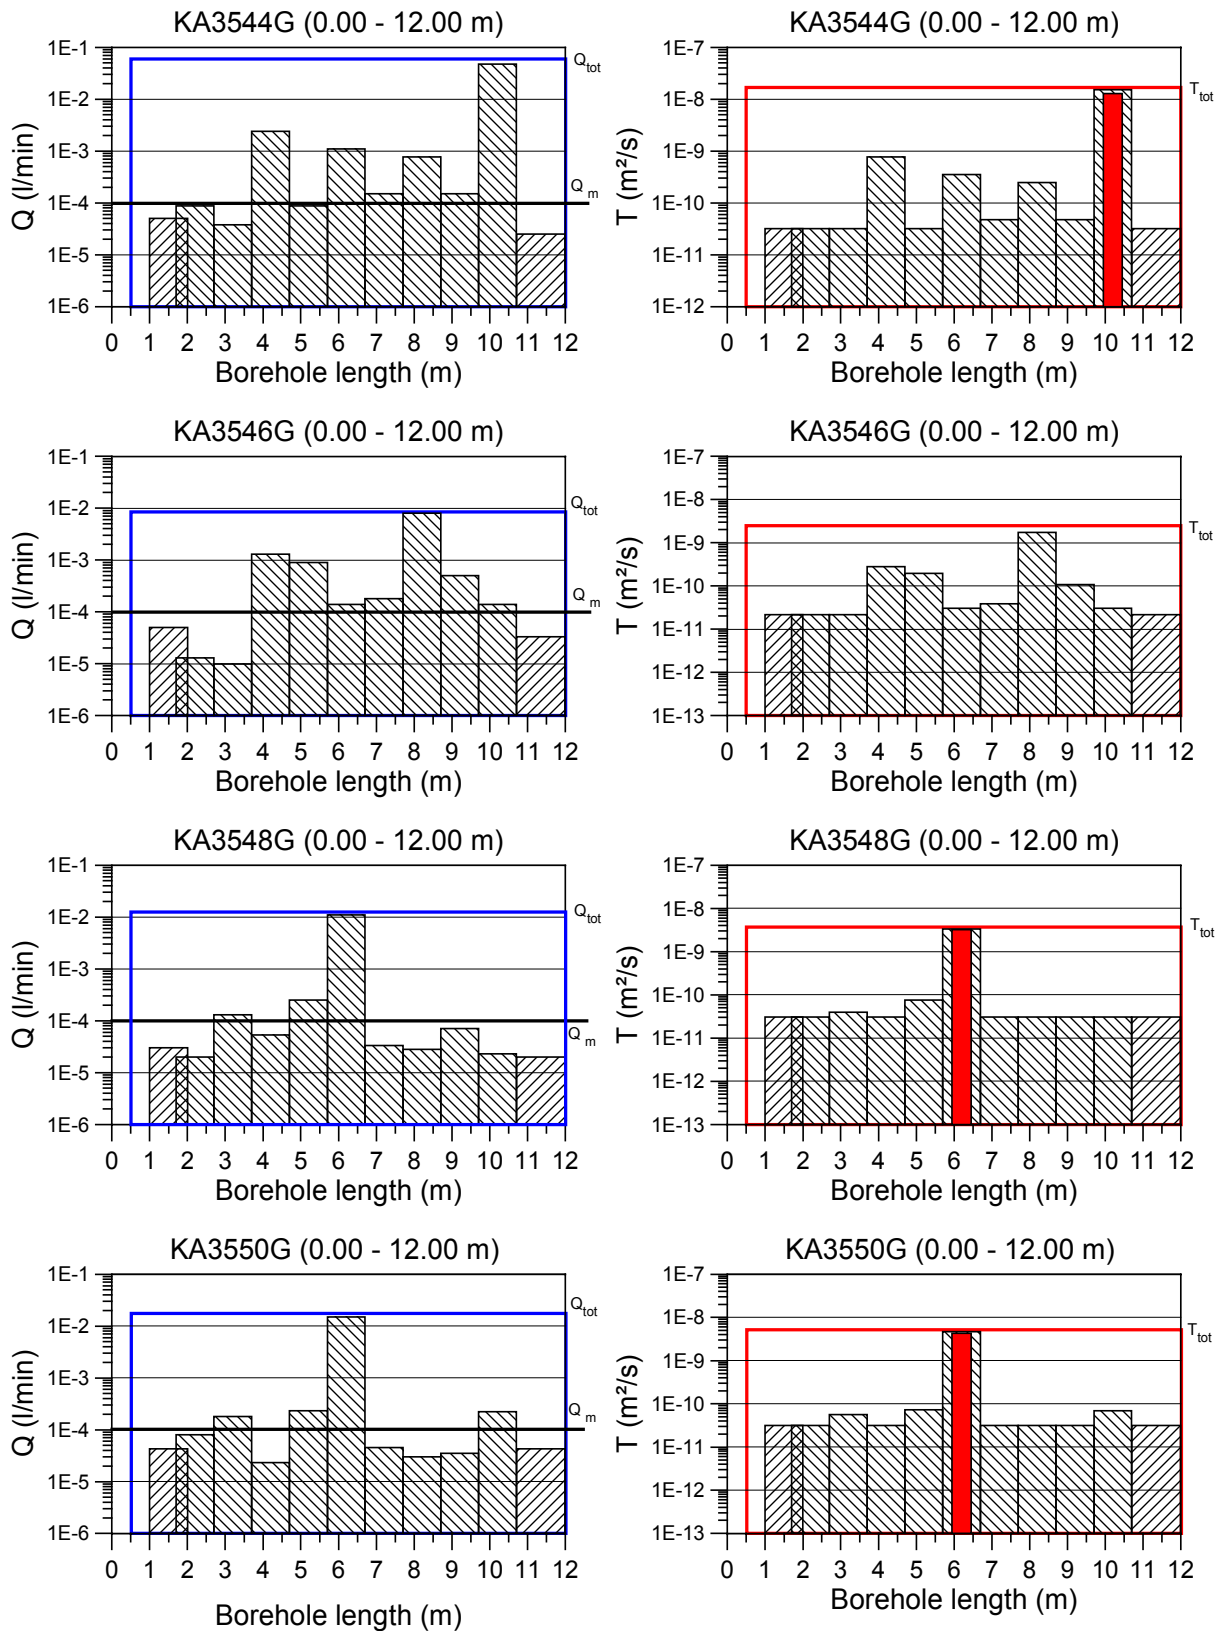 KA3544G (0.00 - 12.00 m)
1E-1
1E-2
1E-3
1E-4
1E-5
1E-6
Q (l/min)
Qtot
Q m
0 1 2 3 4 5 6 7 8 9 10 11 12
Borehole length (m)
KA3544G (0.00 - 12.00 m)
1E-7
1E-8
1E-9
1E-10
1E-11
1E-12
T (m²/s)
Ttot
0 1 2 3 4 5 6 7 8 9 10 11 12
Borehole length (m)
KA3546G (0.00 - 12.00 m)
1E-1
1E-2
1E-3
1E-4
1E-5
1E-6
Q (l/min)
Qtot
Q m
0 1 2 3 4 5 6 7 8 9 10 11 12
Borehole length (m)
KA3546G (0.00 - 12.00 m)
1E-7
1E-8
1E-9
1E-10
1E-11
1E-12
1E-13
T (m²/s)
Ttot
0 1 2 3 4 5 6 7 8 9 10 11 12
Borehole length (m)
KA3548G (0.00 - 12.00 m)
1E-1
1E-2
1E-3
1E-4
1E-5
1E-6
Q (l/min)
Qtot
Q m
0 1 2 3 4 5 6 7 8 9 10 11 12
Borehole length (m)
KA3548G (0.00 - 12.00 m)
1E-7
1E-8
1E-9
1E-10
1E-11
1E-12
1E-13
T (m²/s)
Ttot
0 1 2 3 4 5 6 7 8 9 10 11 12
Borehole length (m)
KA3550G (0.00 - 12.00 m)
1E-1
1E-2
1E-3
1E-4
1E-5
1E-6
Q (l/min)
Qtot
Q m
0 1 2 3 4 5 6 7 8 9 10 11 12
Borehole length (m)
KA3550G (0.00 - 12.00 m)
1E-7
1E-8
1E-9
1E-10
1E-11
1E-12
1E-13
T (m²/s)
Ttot
0 1 2 3 4 5 6 7 8 9 10 11 12
Borehole length (m)